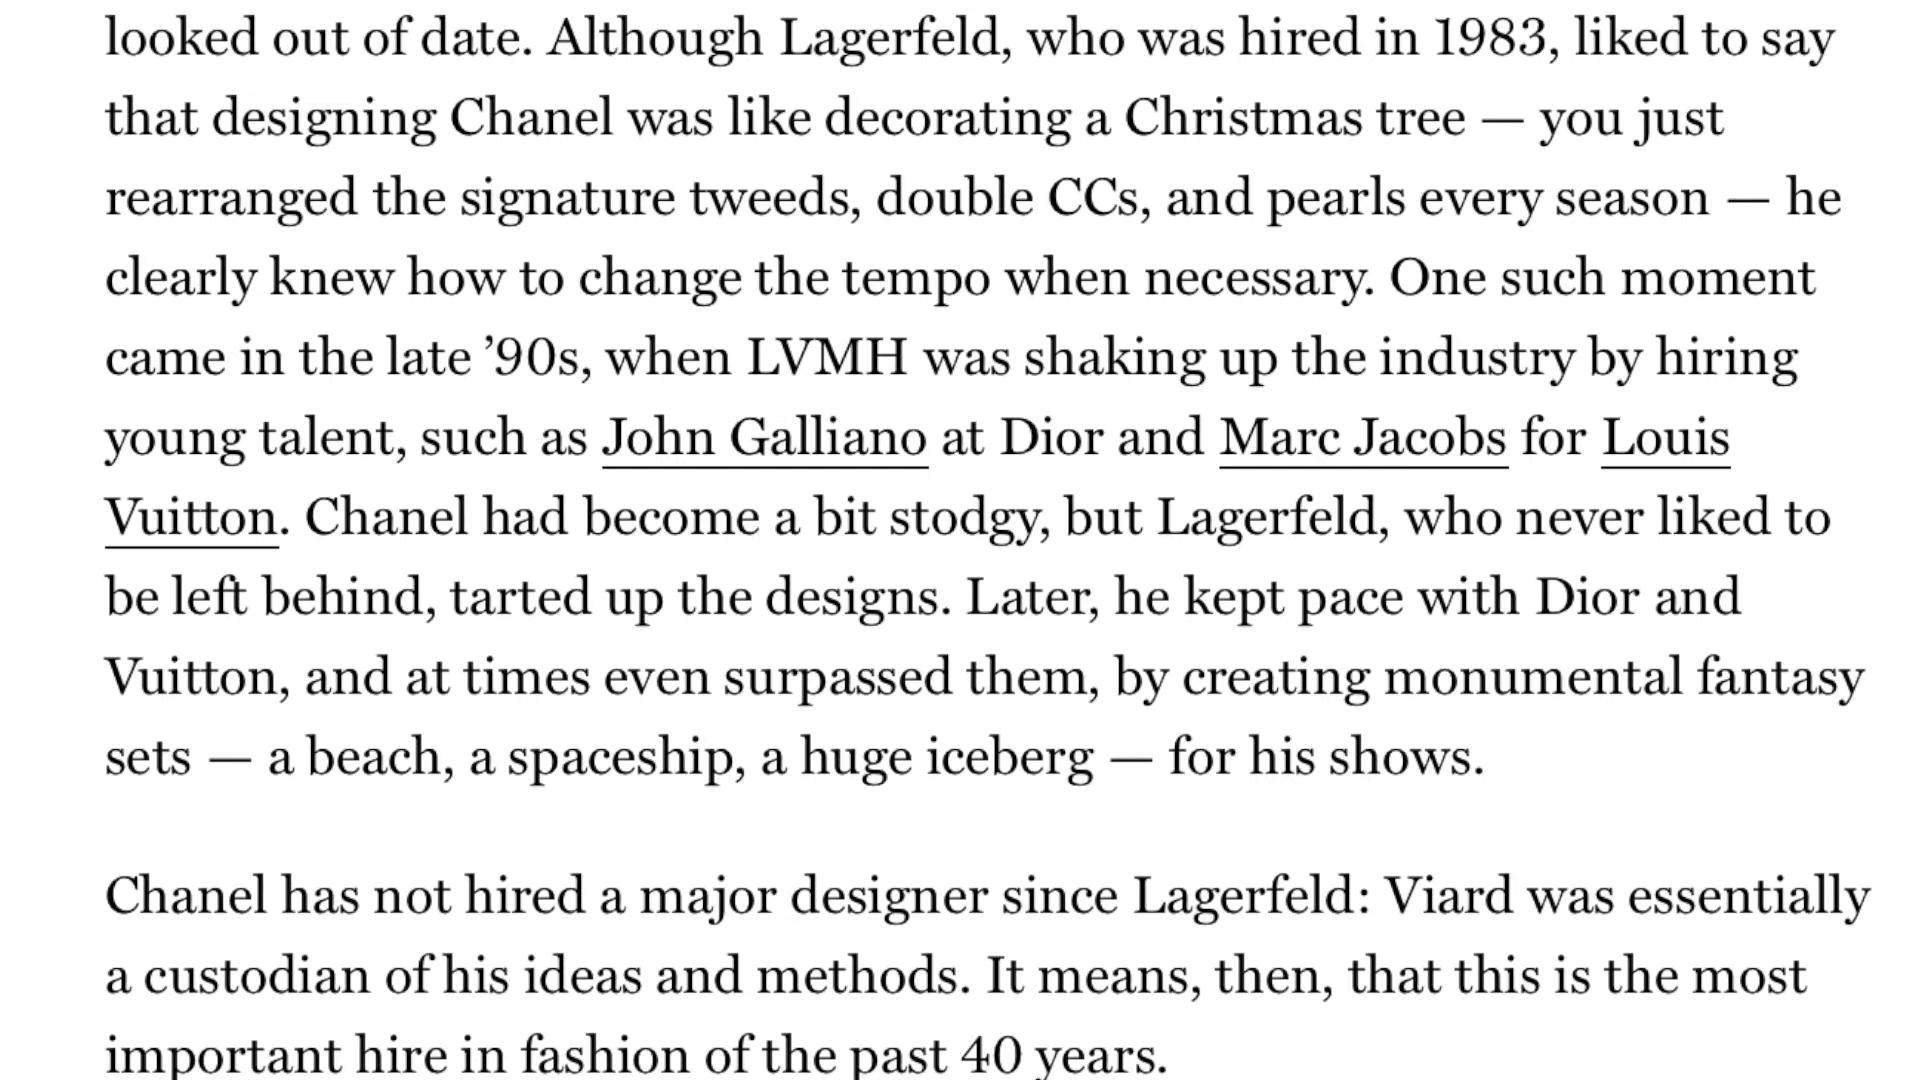 looked out of date. Although Lagerfeld, who was hired in 1983, liked to say
that designing Chanel was like decorating a Christmas tree — you just
rearranged the signature tweeds, double CCs, and pearls every season — he
clearly knew how to change the tempo when necessary. One such moment
came in the late ’90s, when LVMH was shaking up the industry by hiring
young talent, such as John Galliano at Dior and Marc Jacobs for Louis
Vuitton. Chanel had become a bit stodgy, but Lagerfeld, who never liked to
be left behind, tarted up the designs. Later, he kept pace with Dior and
Vuitton, and at times even surpassed them, by creating monumental fantasy
sets — a beach, a spaceship, a huge iceberg — for his shows.
Chanel has not hired a major designer since Lagerfeld: Viard was essentially
a custodian of his ideas and methods. It means, then, that this is the most
important hire in fashion of the past 40 years.